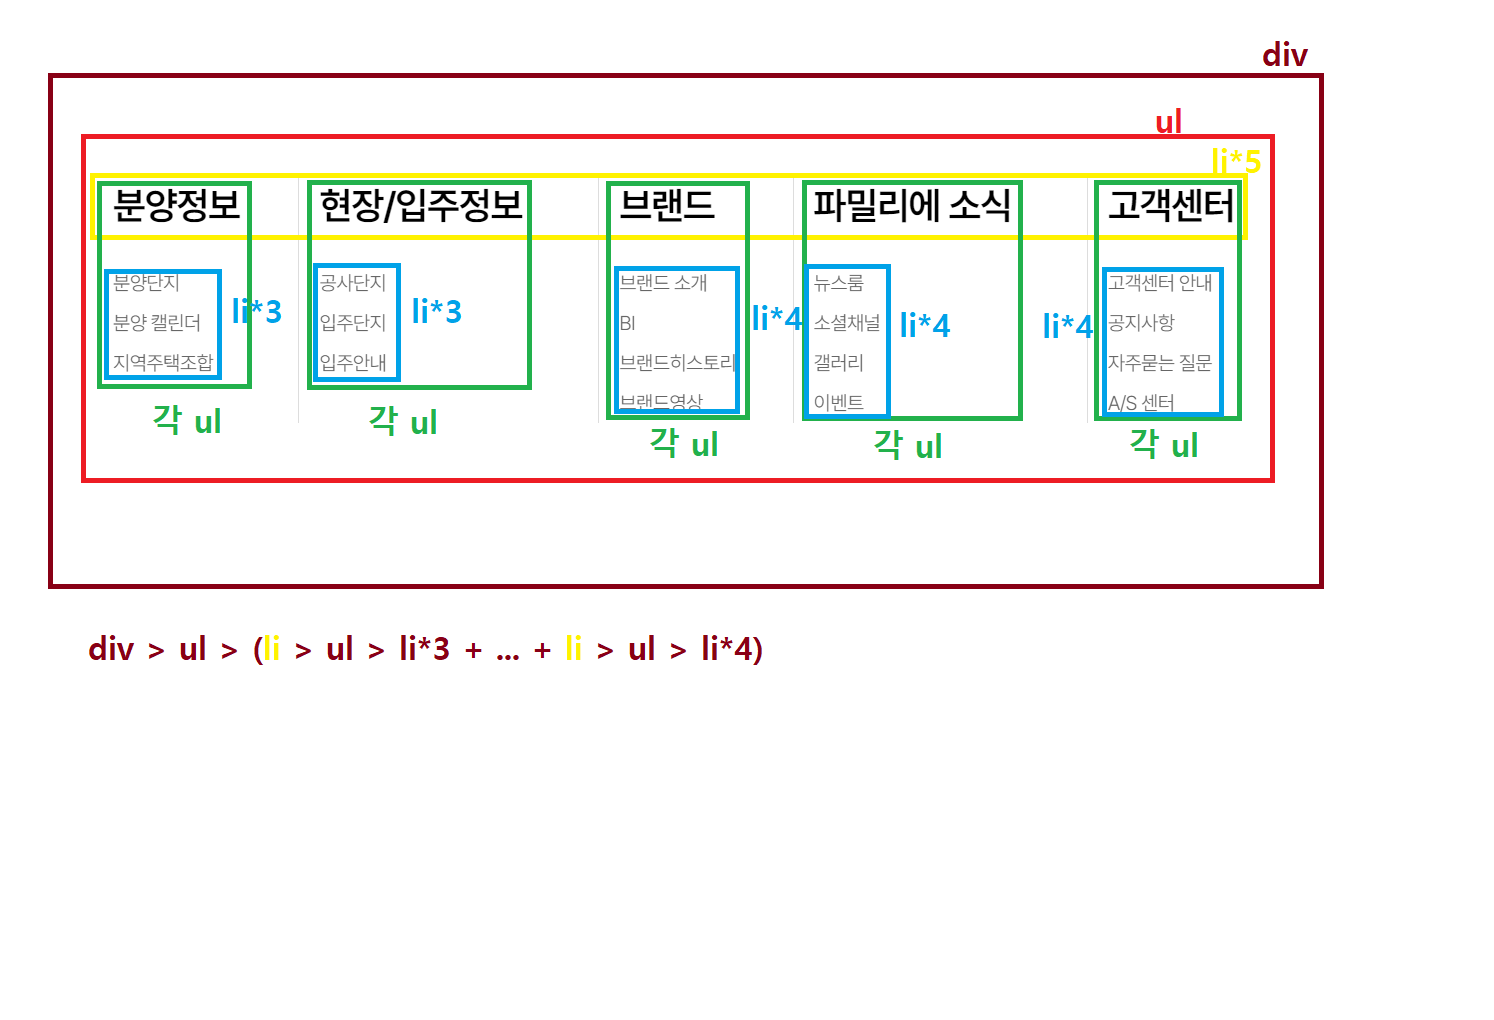 div
ul
li*5
분양정보
현장/입주정보
브랜드
파밀리에 소식
고객센터
분양단지
분양 캘린더
지역주택조합
li*3
각 ul
공사단지
입주단지
입주안내
li*3
각 ul
브랜드 소개
BI
브랜드히스토리
브랜드영상
li*4
각 ul
뉴스룸
소셜채널
갤러리
이벤트
li*4
각 ul
고객센터 안내
공지사항
자주묻는 질문
A/S 센터
li*4
각 ul
div > ul > (li > ul > li*3 + ... + li > ul > li*4)